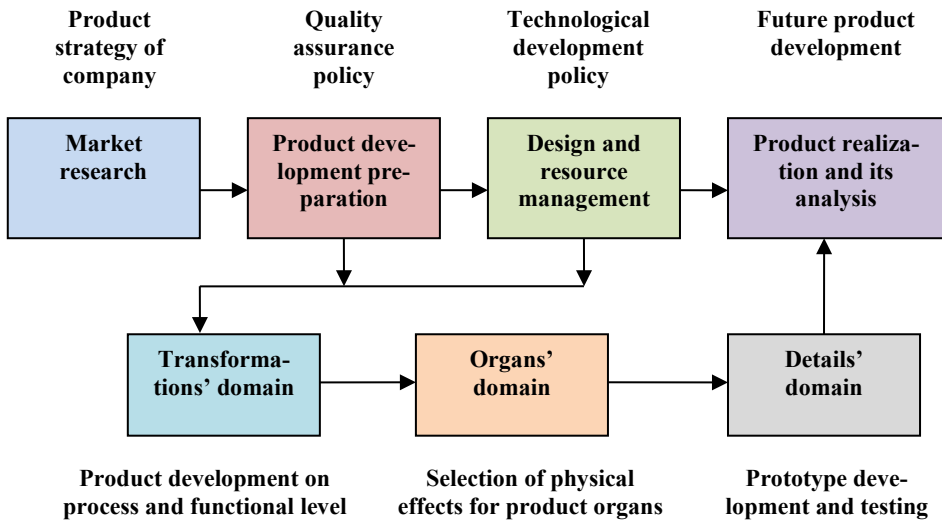 Product
strategy of
company
Quality
assurance
policy
Technological
development
policy
Future product
development
Market
research
Product deve-
lopment pre-
paration
Design and
resource
management
Product realiza-
tion and its
analysis
Transforma-
tions’ domain
Organs’
domain
Details’
domain
Product development on
process and functional level
Selection of physical
effects for product organs
Prototype deve-
lopment and testing